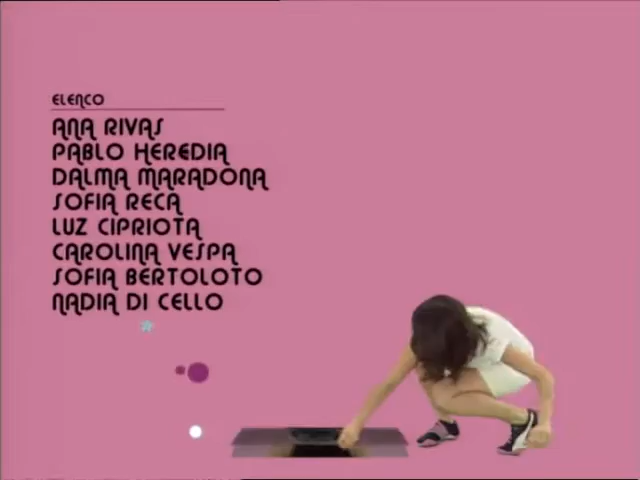 ELENCO
ANA RIVAS
PABLO HEREDIA
DALMA MARADONA
SOFIA RECA
LUZ CIPRIOTA
CAROLINA VESPA
SOFIA BERTOLOTO
NADIA DI CELLO